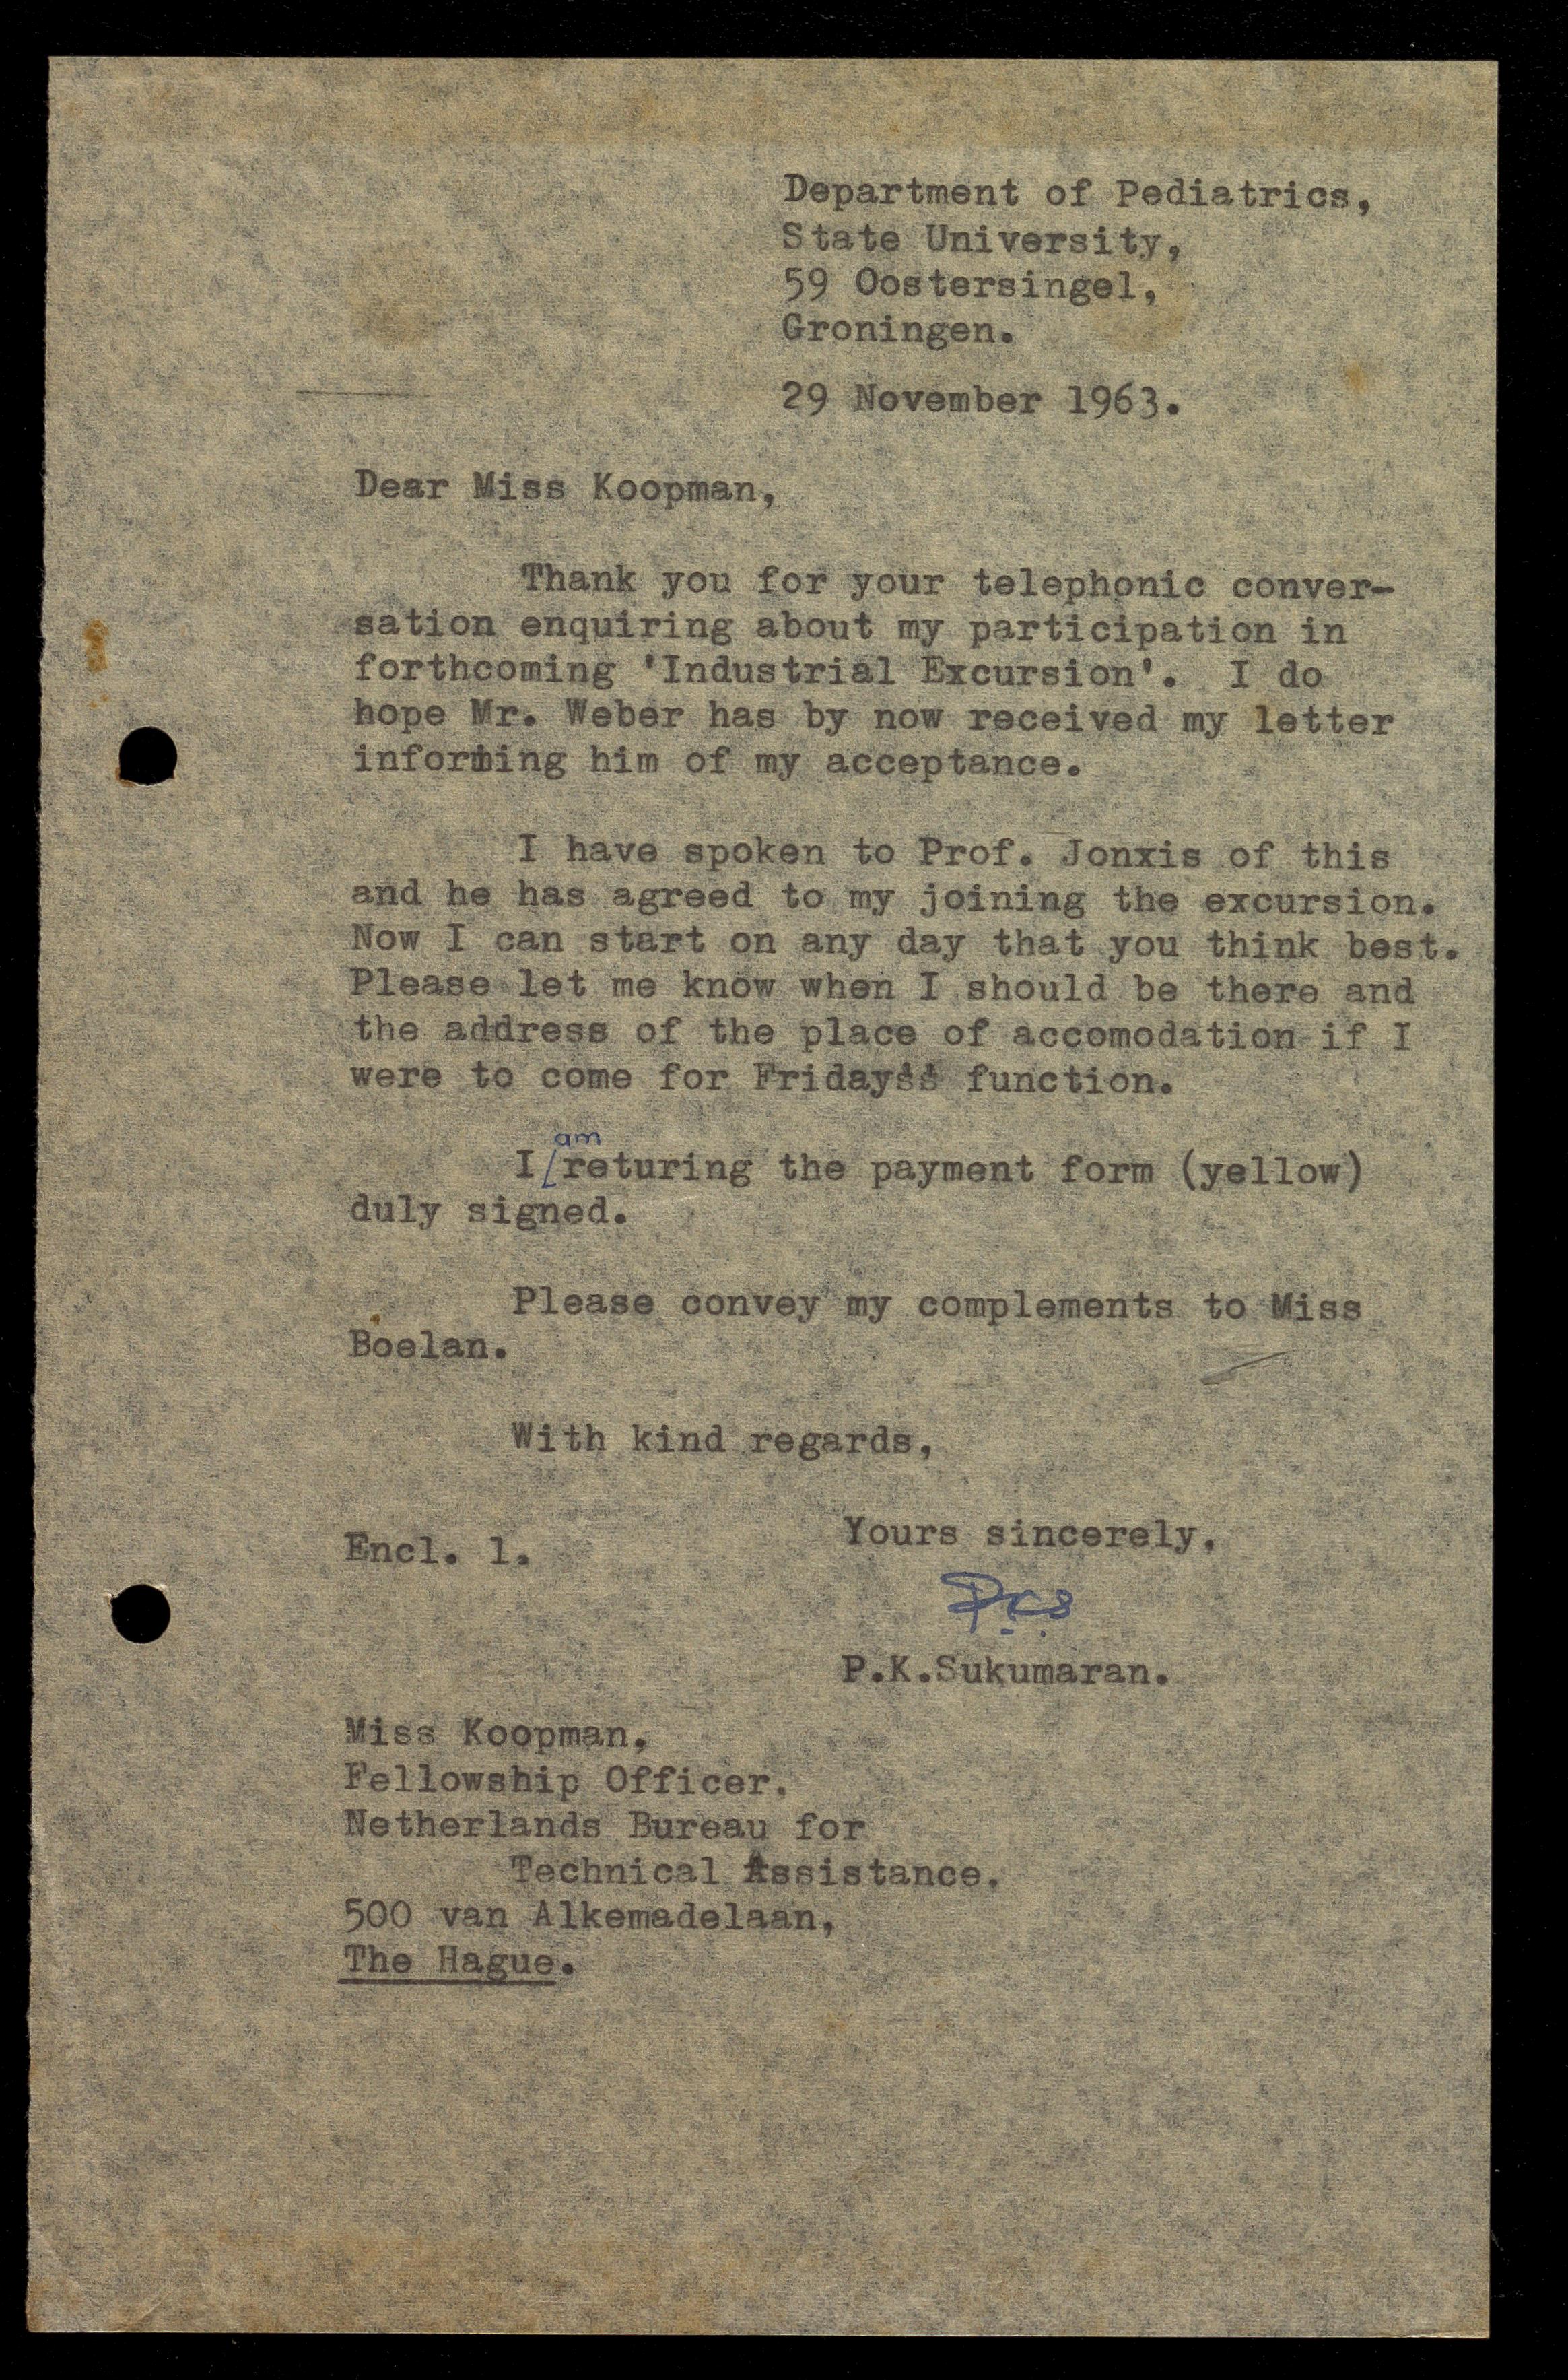 Department of Pediatrics,
State University,
59 Oostersingel,
Groningen.
29 November 1963.
Dear Miss Koopman,
Thank you for your telephonic conver-
sation enquiring about my participation in
forthcoming 'Industrial Excursion'. I do
hope Mr. Weber has by now received my letter
informing him of my acceptance.
I have spoken to Prof. Jonxis of this
and he has agreed to my joining the excursion.
Now I can start on any day that you think best.
Please let me know when I should be there and
the address of the place of accomodation if I
were to come for Friday's function.
am
I returing the payment form (yellow)
duly signed.
Please convey my complements to Miss
Boelan.
With kind regards,
Yours sincerely,
Encl. 1.
PKS
P.K.Sukumaran.
Miss Koopman,
Fellowship Officer,
Netherlands Bureau for
Technical Assistance,
500 van Alkemadelaan,
The Hague.